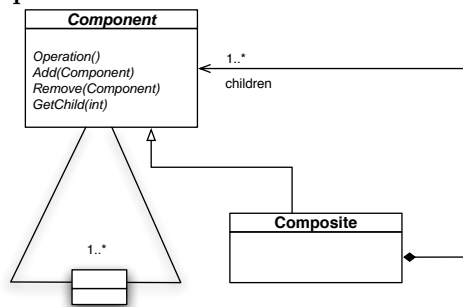 Component
Operation()
Add(Component)
Remove(Component)
GetChild(int)
1..*
children
Composite
1..*